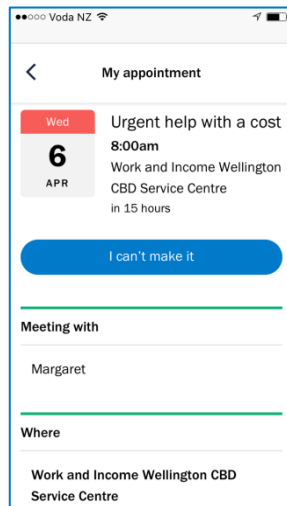 Voda NZ
My appointment
Wed
6
APR
Urgent help with a cost
8:00am
Work and Income Wellington
CBD Service Centre
in 15 hours
I can't make it
Meeting with
Margaret
Where
Work and Income Wellington CBD
Service Centre